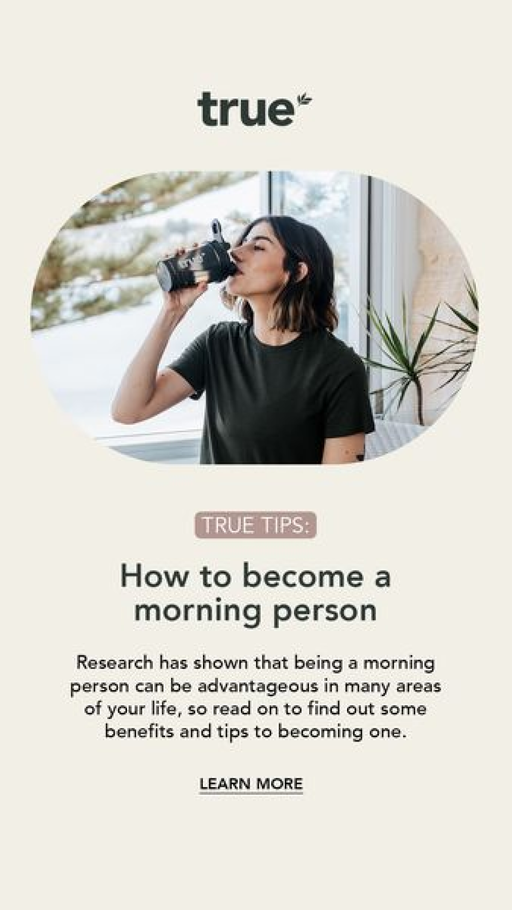 true
TRUE TIPS:
How to become a
morning person
Research has shown that being a morning
person can be advantageous in many areas
of your life, so read on to find out some
benefits and tips to becoming one.
LEARN MORE